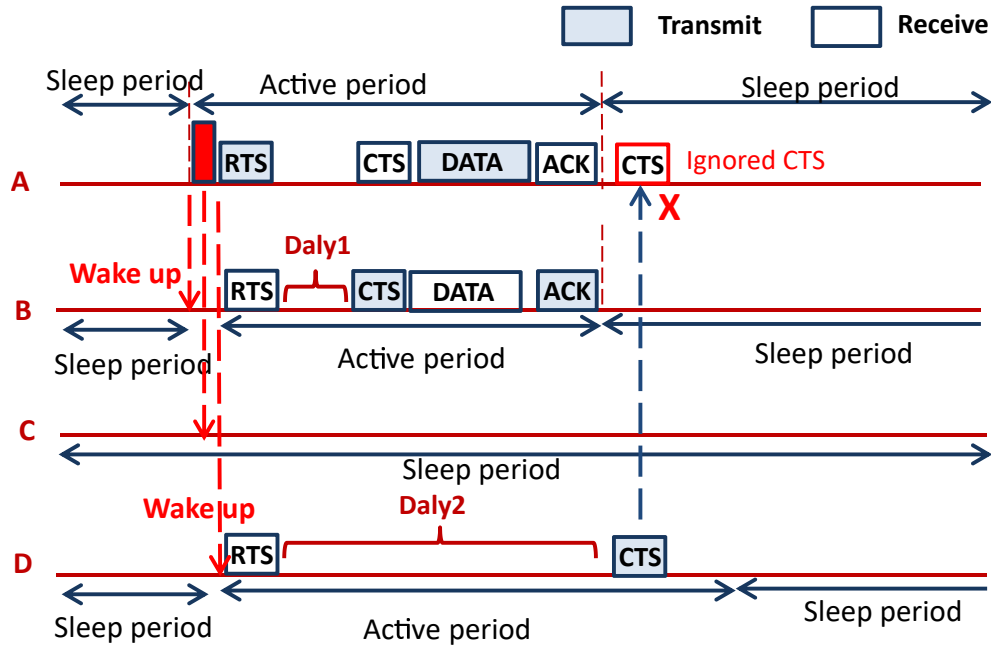 Transmit
Receive
Sleep period
Active period
Sleep period
A
RTS
CTS
DATA
ACK
CTS
Ignored CTS
X
Wake up
Daly1
B
RTS
CTS
DATA
ACK
Sleep period
Active period
Sleep period
C
Sleep period
Wake up
Daly2
D
RTS
CTS
Sleep period
Active period
Sleep period